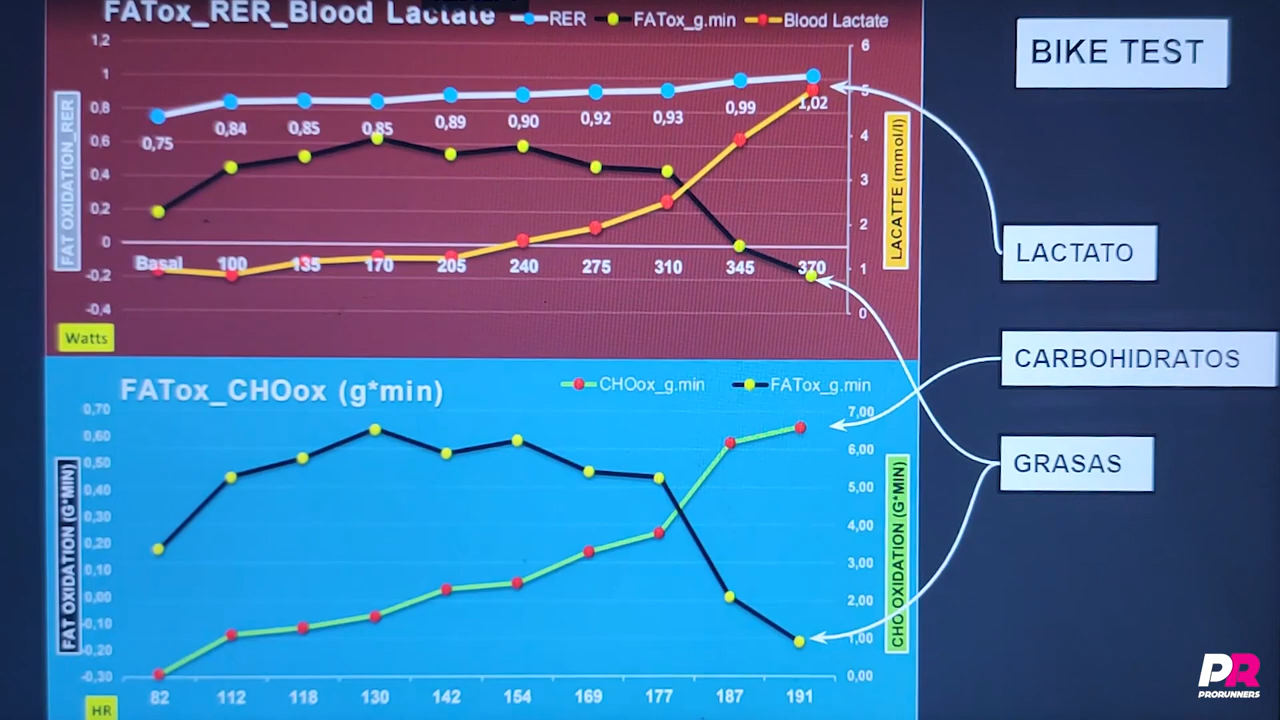 FATox_RER_Blood Lactate
RER FATox_g.min Blood Lactate
BIKE TEST
1,2
1
0,8
0,6
0,4
0,2
0
-0,2
-0,4
FAT OXIDATION_RER
0,75 0,84 0,85 0,85 0,89 0,90 0,92 0,93 0,99 1,02
Basal 100 135 170 205 240 275 310 345 370
6
5
4
3
2
1
0
LACATTE (mmol/l)
Watts
LACTATO
CARBOHIDRATOS
GRASAS
FATox_CHOox (g*min)
CHOox_g.min FATox_g.min
0,70
0,60
0,50
0,40
0,30
0,20
0,10
0,00
-0,10
-0,20
-0,30
FAT OXIDATION (G*MIN)
7,00
6,00
5,00
4,00
3,00
2,00
1,00
0,00
CHO OXIDATION (G*MIN)
82 112 118 130 142 154 169 177 187 191
HR
PR
PRORUNNERS